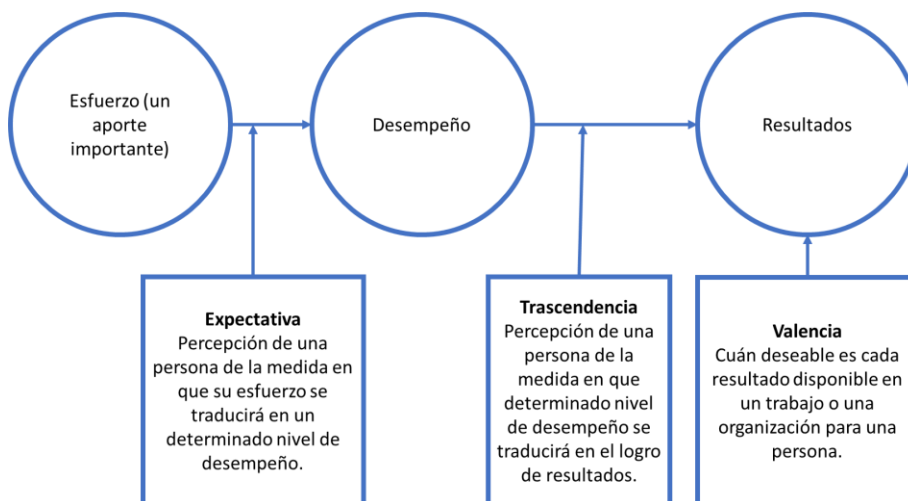 Esfuerzo (un
aporte
importante)
Desempeño
Resultados
Expectativa
Percepción de una
persona de la medida en
que su esfuerzo se
traducirá en un
determinado nivel de
desempeño.
Trascendencia
Percepción de una
persona de la
medida en que
determinado nivel
de desempeño se
traducirá en el logro
de resultados.
Valencia
Cuán deseable es cada
resultado disponible en
un trabajo o una
organización para una
persona.